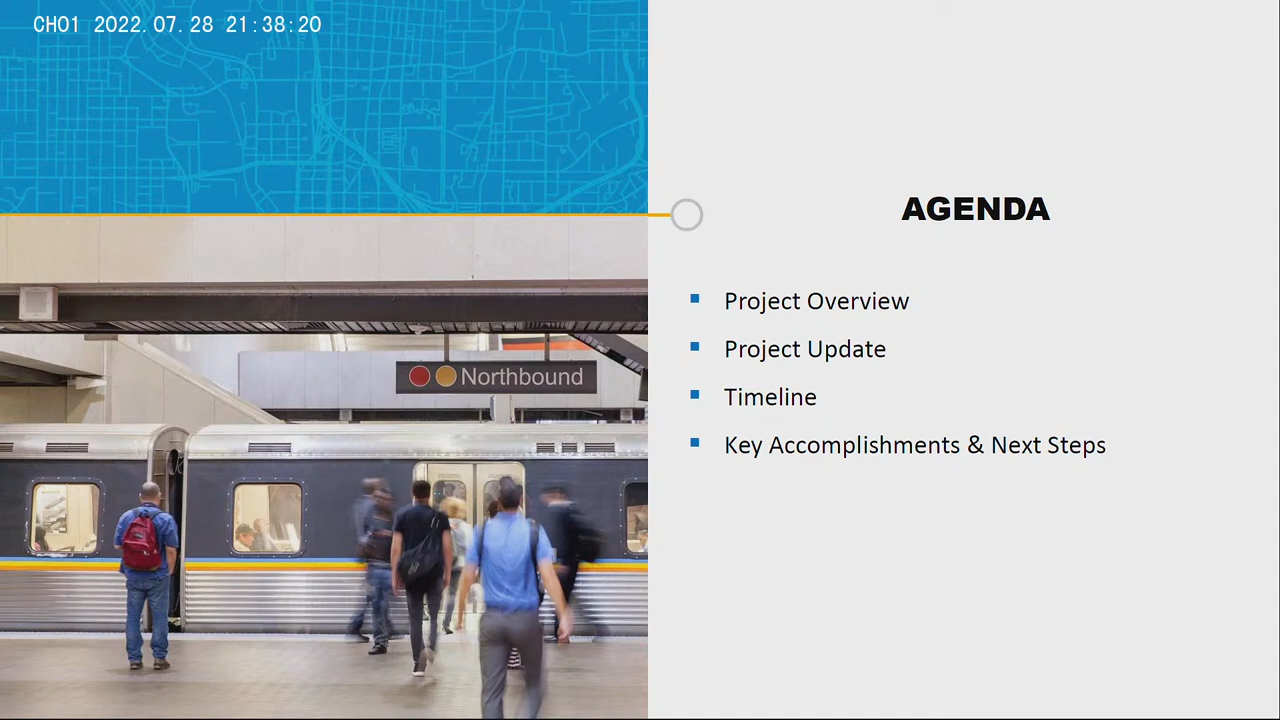 CH01 2022.07.28 21:38:20
AGENDA
Project Overview
Project Update
Timeline
Key Accomplishments & Next Steps
Northbound